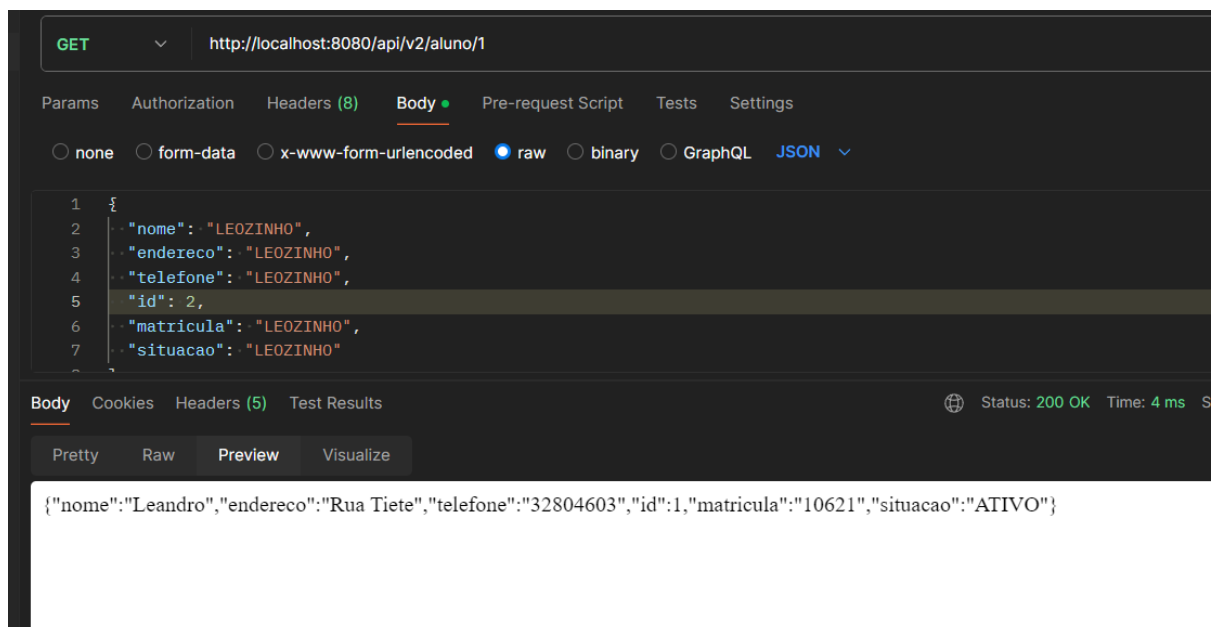 GET http://localhost:8080/api/v2/aluno/1
Params Authorization Headers (8) Body Pre-request Script Tests Settings
none form-data x-www-form-urlencoded raw binary GraphQL JSON
1 {
2 "nome": "LEOZINHO",
3 "endereco": "LEOZINHO",
4 "telefone": "LEOZINHO",
5 "id": 2,
6 "matricula": "LEOZINHO",
7 "situacao": "LEOZINHO"
Body Cookies Headers (5) Test Results Status: 200 OK Time: 4 ms S
Pretty Raw Preview Visualize
{"nome":"Leandro","endereco":"Rua Tiete","telefone":"32804603","id":1,"matricula":"10621","situacao":"ATIVO"}